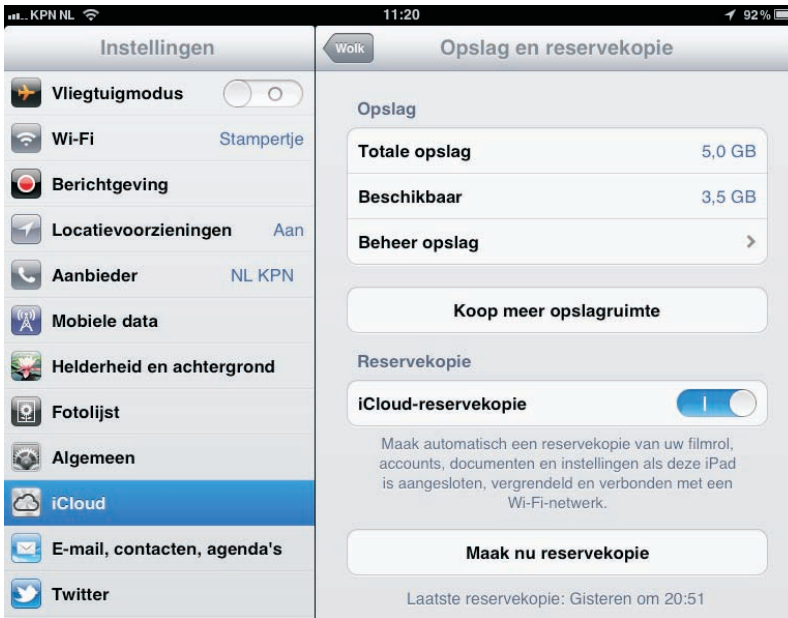 KPN NL 11:20 92%
Instellingen
Vliegtuigmodus
Wi-Fi Stampertje
Berichtgeving
Locatievoorzieningen Aan
Aanbieder NL KPN
Mobiele data
Helderheid en achtergrond
Fotolijst
Algemeen
iCloud
E-mail, contacten, agenda's
Twitter
Wolk Opslag en reservekopie
Opslag
Totale opslag 5,0 GB
Beschikbaar 3,5 GB
Beheer opslag
Koop meer opslagruimte
Reservekopie
iCloud-reservekopie
Maak automatisch een reservekopie van uw filmrol,
accounts, documenten en instellingen als deze iPad
is aangesloten, vergrendeld en verbonden met een
Wi-Fi-netwerk.
Maak nu reservekopie
Laatste reservekopie: Gisteren om 20:51